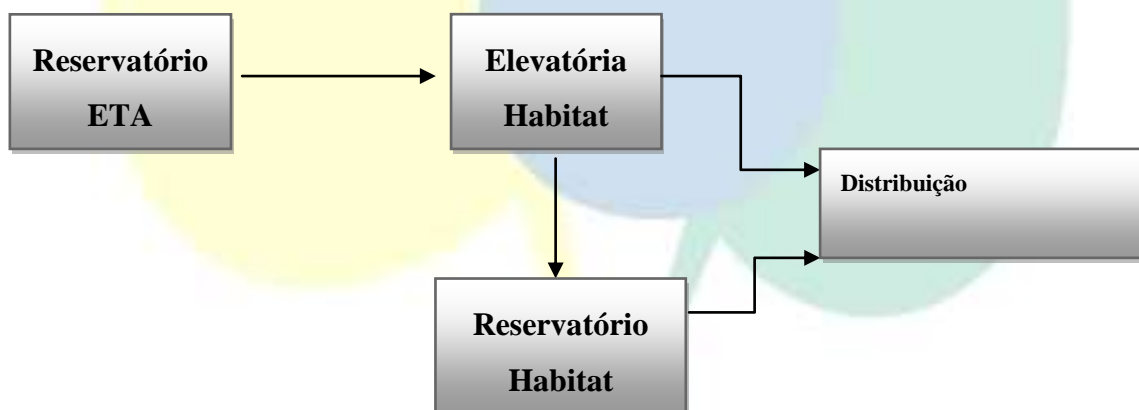 Reservatório
ETA
Elevatória
Habitat
Distribuição
Reservatório
Habitat